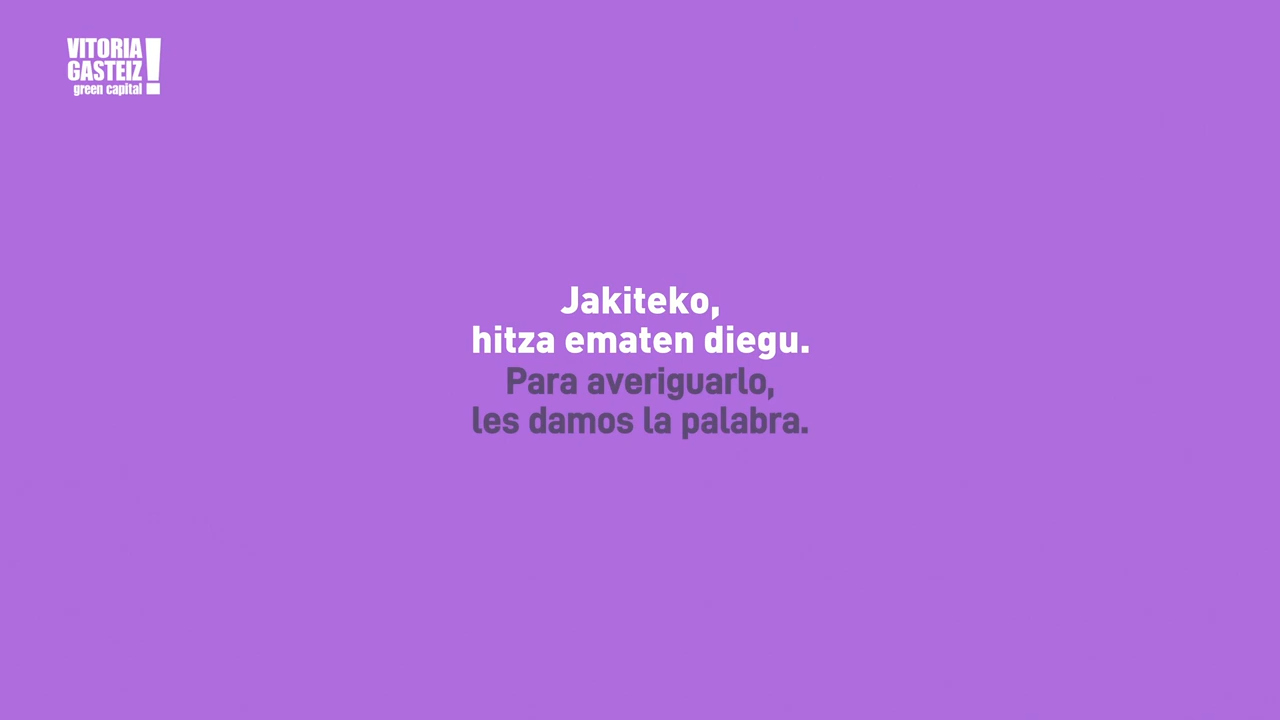 VITORIA
GASTEIZ!
green capital
Jakiteko,
hitza ematen diegu.
Para averiguarlo,
les damos la palabra.